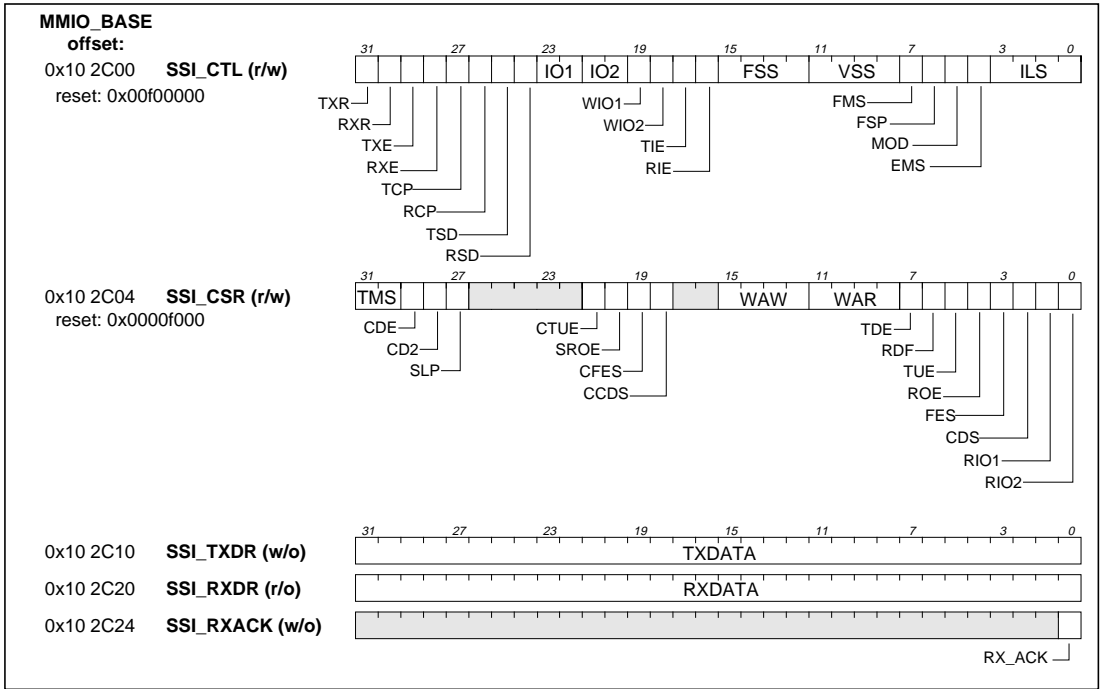 MMIO_BASE
offset:
31 27 23 19 15 11 7 3 0
0x10 2C00 SSI_CTL (r/w) IO1 IO2 FSS VSS ILS
reset: 0x00f00000
TXR WIO1 FMS
RXR WIO2 FSP
TXE TIE MOD
RXE RIE EMS
TCP
RCP
TSD
RSD
31 27 23 19 15 11 7 3 0
0x10 2C04 SSI_CSR (r/w) TMS WAW WAR
reset: 0x0000f000
CDE CTUE TDE
CD2 SROE RDF
SLP CFES TUE
CCDS ROE
FES
CDS
RIO1
RIO2
31 27 23 19 15 11 7 3 0
0x10 2C10 SSI_TXDR (w/o) TXDATA
0x10 2C20 SSI_RXDR (r/o) RXDATA
0x10 2C24 SSI_RXACK (w/o)
RX_ACK